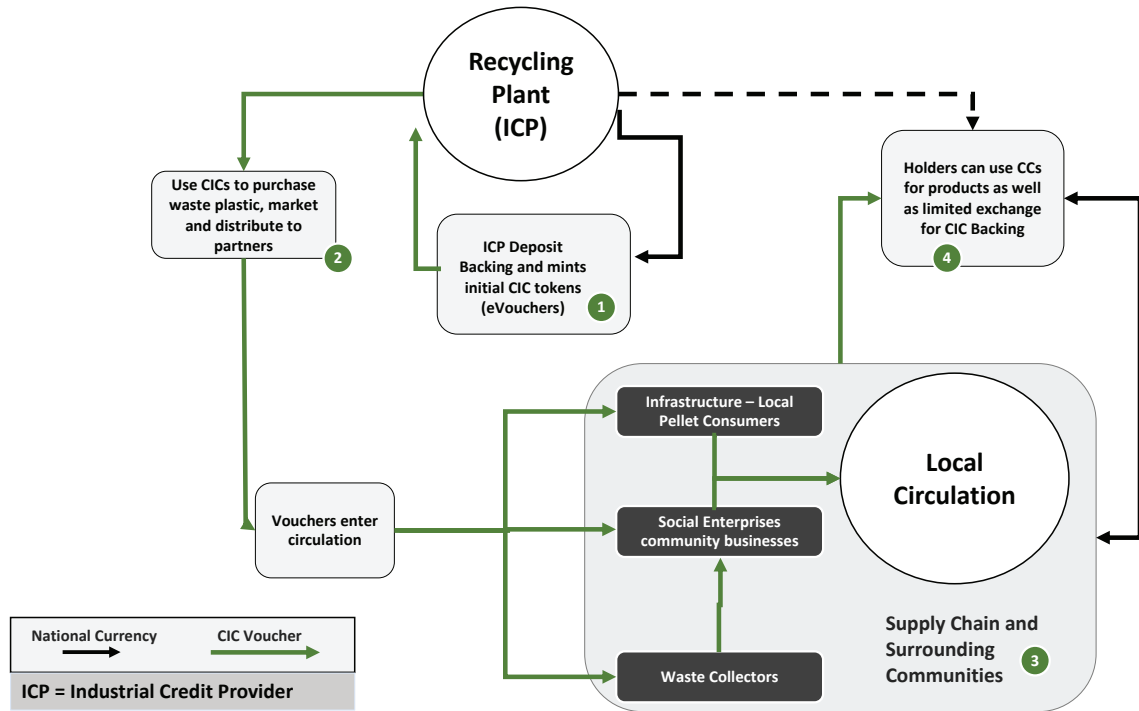 Recycling
Plant
(ICP)
Use CICs to purchase
waste plastic, market
and distribute to
partners
2
ICP Deposit
Backing and mints
initial CIC tokens
(eVouchers)
1
Holders can use CCs
for products as well
as limited exchange
for CIC Backing
4
Infrastructure – Local
Pellet Consumers
Local
Circulation
Vouchers enter
circulation
Social Enterprises
community businesses
Waste Collectors
Supply Chain and
Surrounding
Communities
3
National Currency
CIC Voucher
ICP = Industrial Credit Provider